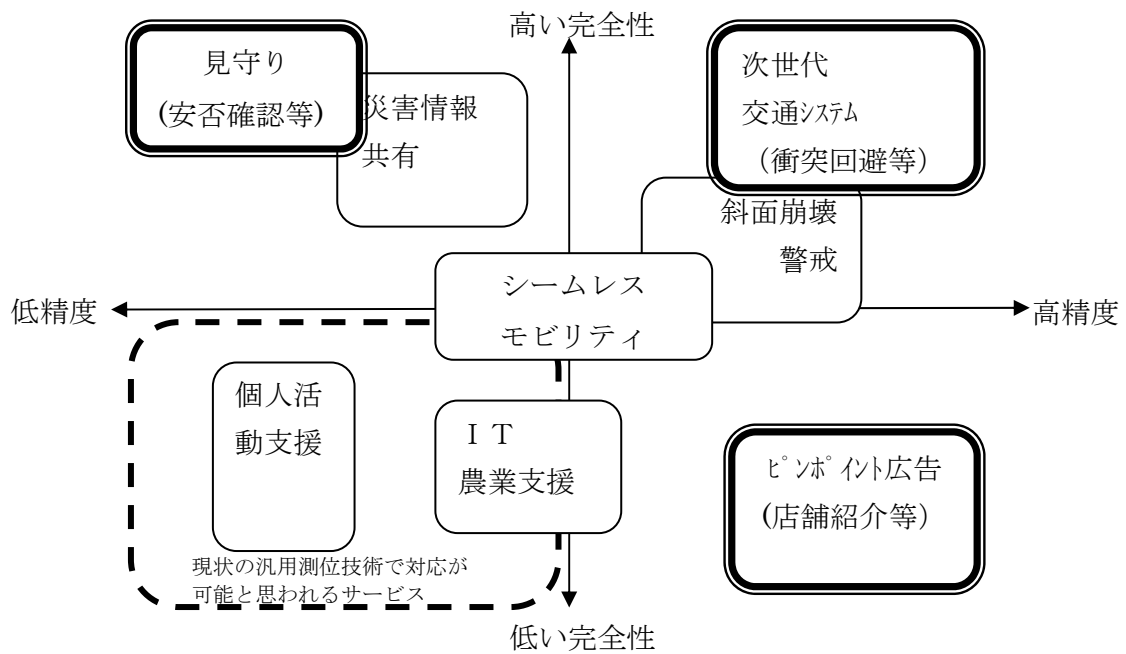 高い完全性
見守り
(安否確認等)
災害情報
共有
次世代
交通ｼｽﾃﾑ
（衝突回避等）
斜面崩壊
警戒
シームレス
モビリティ
低精度
高精度
個人活
動支援
ＩＴ
農業支援
ﾋﾟﾝﾎﾟｲﾝﾄ広告
(店舗紹介等）
現状の汎用測位技術で対応が
可能と思われるサービス
低い完全性